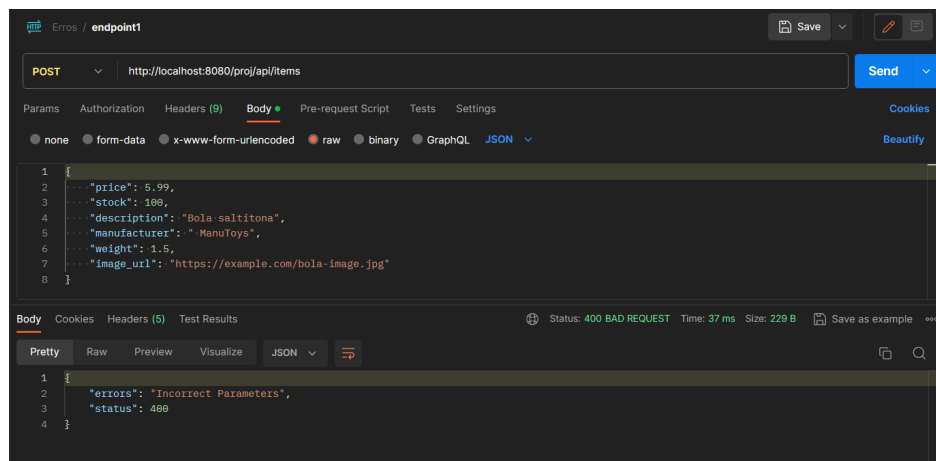 HTTP Erros / endpoint1 Save
POST http://localhost:8080/proj/api/items Send
Params Authorization Headers (9) Body Pre-request Script Tests Settings Cookies
none form-data x-www-form-urlencoded raw binary GraphQL JSON Beautify
1 {
2 ····"price":·5.99,
3 ····"stock":·100,
4 ····"description":·"Bola·saltitona",
5 ····"manufacturer":·"·ManuToys",
6 ····"weight":·1.5,
7 ····"image_url":·"https://example.com/bola-image.jpg"
8 }
Body Cookies Headers (5) Test Results Status: 400 BAD REQUEST Time: 37 ms Size: 229 B Save as example
Pretty Raw Preview Visualize JSON
1 {
2 "errors": "Incorrect Parameters",
3 "status": 400
4 }